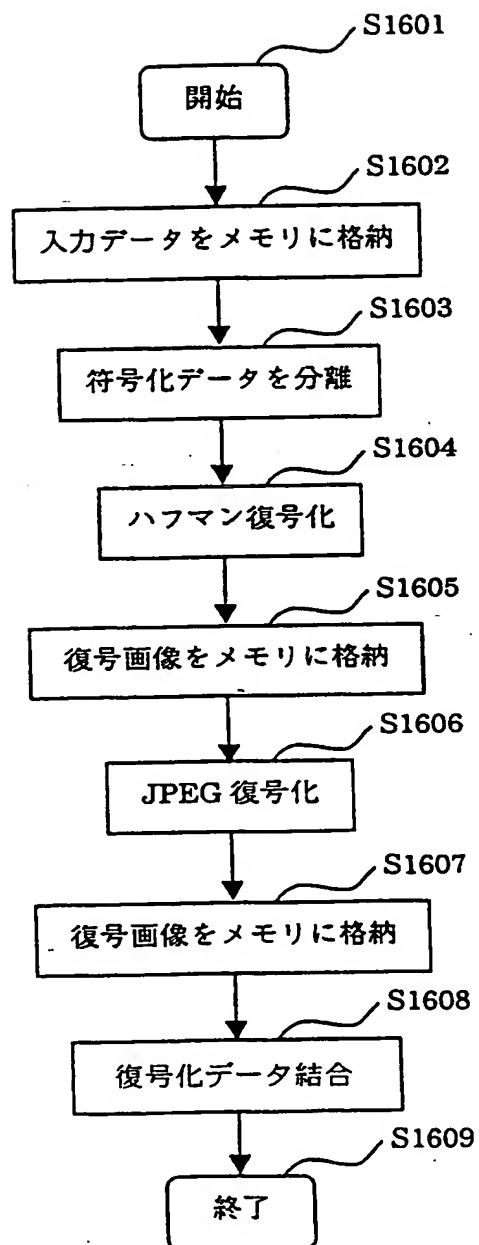 S1601
開始
S1602
入力データをメモリに格納
S1603
符号化データを分離
S1604
ハフマン復号化
S1605
復号画像をメモリに格納
S1606
JPEG 復号化
S1607
復号画像をメモリに格納
S1608
復号化データ結合
S1609
終了